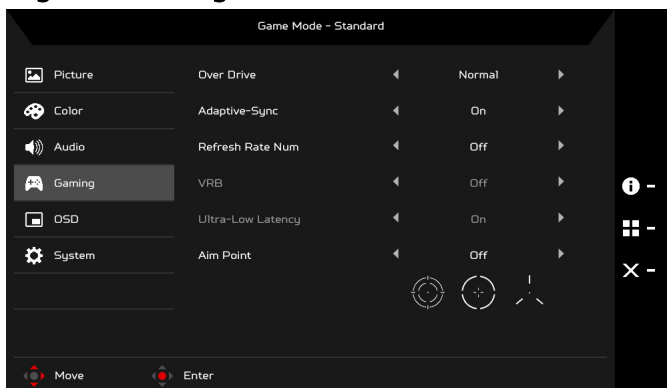 Game Mode - Standard
Picture
Over Drive Normal
Color
Adaptive-Sync On
Audio
Refresh Rate Num Off
Gaming
VRB Off
OSD
Ultra-Low Latency On
System
Aim Point Off
Move Enter